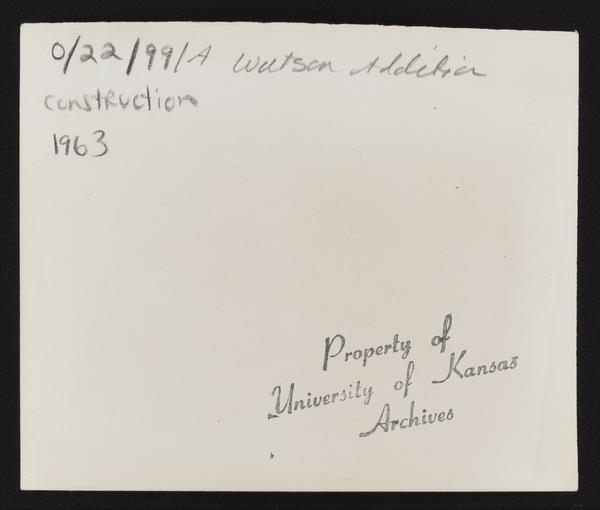 0/22/99/A Watson Addition
construction
1963
Property of
University of Kansas
Archives